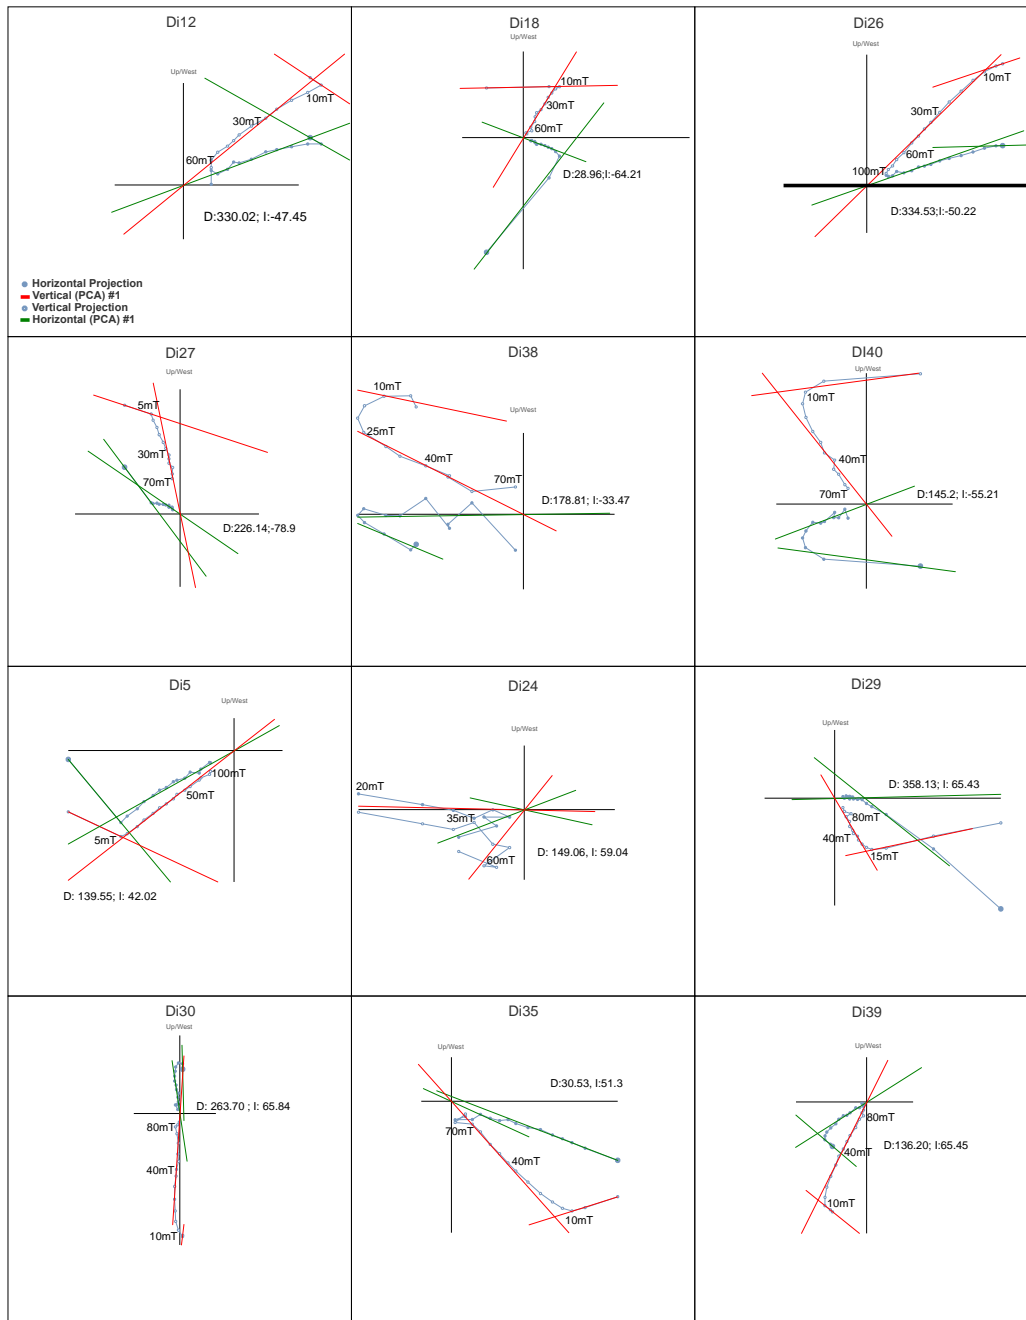 Di12
Up/West
10mT
30mT
60mT
D:330.02; I:-47.45
Horizontal Projection
Vertical (PCA) #1
Vertical Projection
Horizontal (PCA) #1
Di18
Up/West
10mT
30mT
60mT
D:28.96;I:-64.21
Di26
Up/West
10mT
30mT
60mT
100mT
D:334.53;I:-50.22
Di27
Up/West
5mT
30mT
70mT
D:226.14;-78.9
Di38
10mT
Up/West
25mT
40mT
70mT
D:178.81; I:-33.47
DI40
Up/West
10mT
40mT
70mT
D:145.2; I:-55.21
Di5
Up/West
100mT
50mT
5mT
D: 139.55; I: 42.02
Di24
Up/West
20mT
35mT
60mT
D: 149.06, I: 59.04
Di29
Up/West
D: 358.13; I: 65.43
80mT
40mT
15mT
Di30
Up/West
D: 263.70 ; I: 65.84
80mT
40mT
10mT
Di35
Up/West
D:30.53, I:51.3
70mT
40mT
10mT
Di39
Up/West
80mT
D:136.20; I:65.45
40mT
10mT